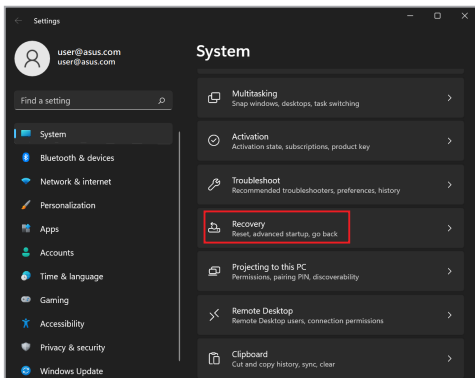 Settings
user@asus.com
user@asus.com
Find a setting
System
Bluetooth & devices
Network & internet
Personalization
Apps
Accounts
Time & language
Gaming
Accessibility
Privacy & security
Windows Update
System
Multitasking
Snap windows, desktops, task switching
Activation
Activation state, subscriptions, product key
Troubleshoot
Recommended troubleshooters, preferences, history
Recovery
Reset, advanced startup, go back
Projecting to this PC
Permissions, pairing PIN, discoverability
Remote Desktop
Remote Desktop users, connection permissions
Clipboard
Cut and copy history, sync, clear